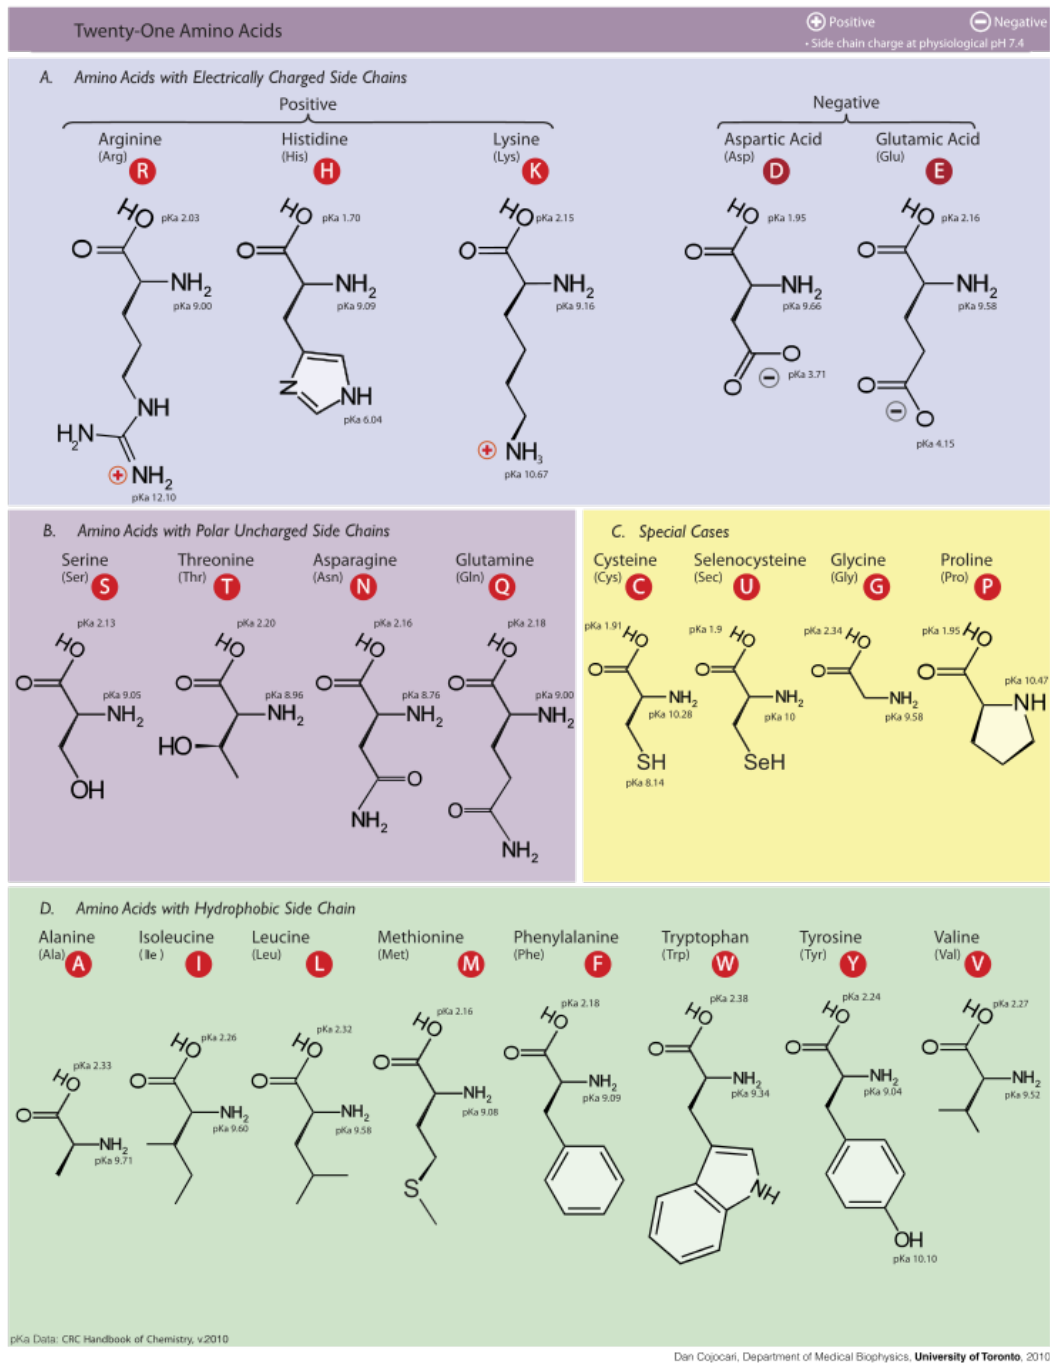 Twenty-One Amino Acids
+ Positive
− Negative
• Side chain charge at physiological pH 7.4
A. Amino Acids with Electrically Charged Side Chains
Positive
Negative
Arginine
(Arg) R
Histidine
(His) H
Lysine
(Lys) K
Aspartic Acid
(Asp) D
Glutamic Acid
(Glu) E
HO pKa 2.03
O
NH2
pKa 9.00
NH
H2N
+ NH2
pKa 12.10
HO pKa 1.70
O
NH2
pKa 9.09
N
NH
pKa 6.04
HO pKa 2.15
O
NH2
pKa 9.16
+ NH3
pKa 10.67
HO pKa 1.95
O
NH2
pKa 9.66
O
O
− pKa 3.71
HO pKa 2.16
O
NH2
pKa 9.58
O
− O
pKa 4.15
B. Amino Acids with Polar Uncharged Side Chains
Serine
(Ser) S
Threonine
(Thr) T
Asparagine
(Asn) N
Glutamine
(Gln) Q
pKa 2.13
HO
O
pKa 9.05
NH2
OH
pKa 2.20
HO
O
pKa 8.96
NH2
HO
pKa 2.16
HO
O
pKa 8.76
NH2
O
NH2
pKa 2.18
HO
O
pKa 9.00
NH2
O
NH2
C. Special Cases
Cysteine
(Cys) C
Selenocysteine
(Sec) U
Glycine
(Gly) G
Proline
(Pro) P
pKa 1.91 HO
O
NH2
pKa 10.28
SH
pKa 8.14
pKa 1.9 HO
O
NH2
pKa 10
SeH
pKa 2.34 HO
O
NH2
pKa 9.58
pKa 1.95 HO
O
pKa 10.47
NH
D. Amino Acids with Hydrophobic Side Chain
Alanine
(Ala) A
Isoleucine
(Ile) I
Leucine
(Leu) L
Methionine
(Met) M
Phenylalanine
(Phe) F
Tryptophan
(Trp) W
Tyrosine
(Tyr) Y
Valine
(Val) V
pKa 2.33
HO
O
NH2
pKa 9.71
pKa 2.26
HO
O
NH2
pKa 9.60
pKa 2.32
HO
O
NH2
pKa 9.58
pKa 2.16
HO
O
NH2
pKa 9.08
S
pKa 2.18
HO
O
NH2
pKa 9.09
pKa 2.38
HO
O
NH2
pKa 9.34
NH
pKa 2.24
HO
O
NH2
pKa 9.04
OH
pKa 10.10
pKa 2.27
HO
O
NH2
pKa 9.52
pKa Data: CRC Handbook of Chemistry, v.2010
Dan Cojocari, Department of Medical Biophysics, University of Toronto, 2010